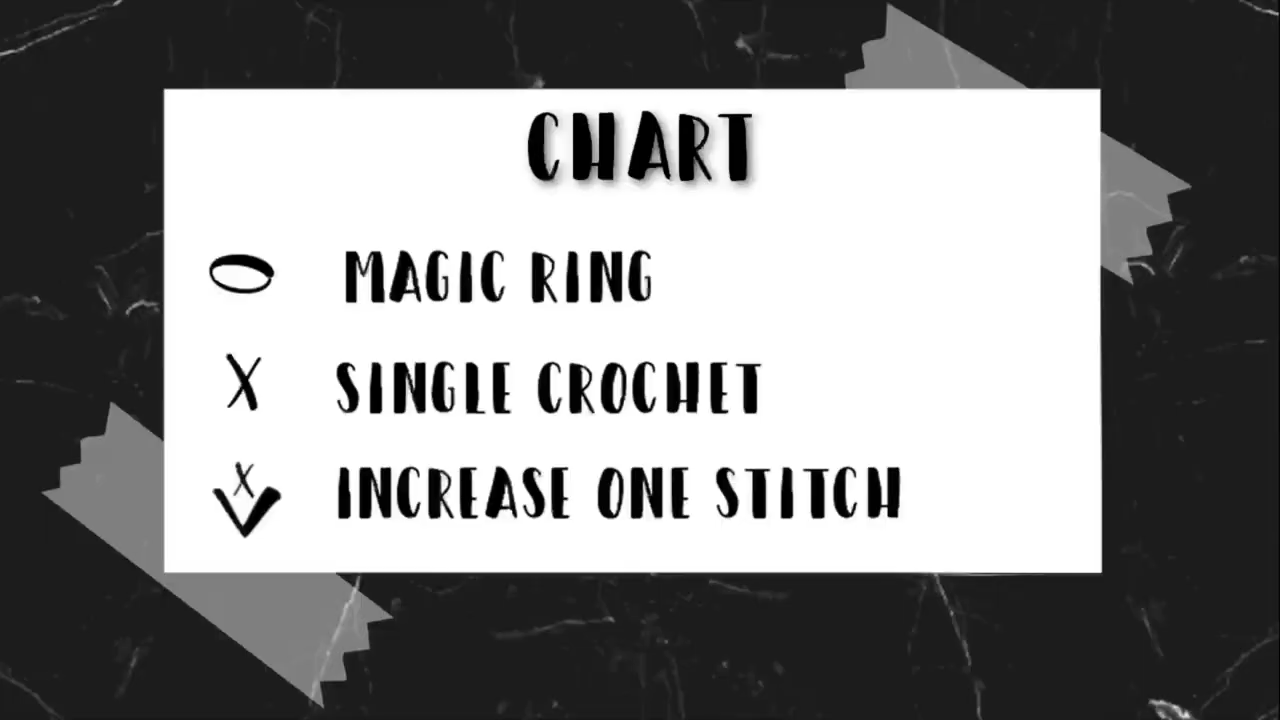 CHART
MAGIC RING
X SINGLE CROCHET
X INCREASE ONE STITCH